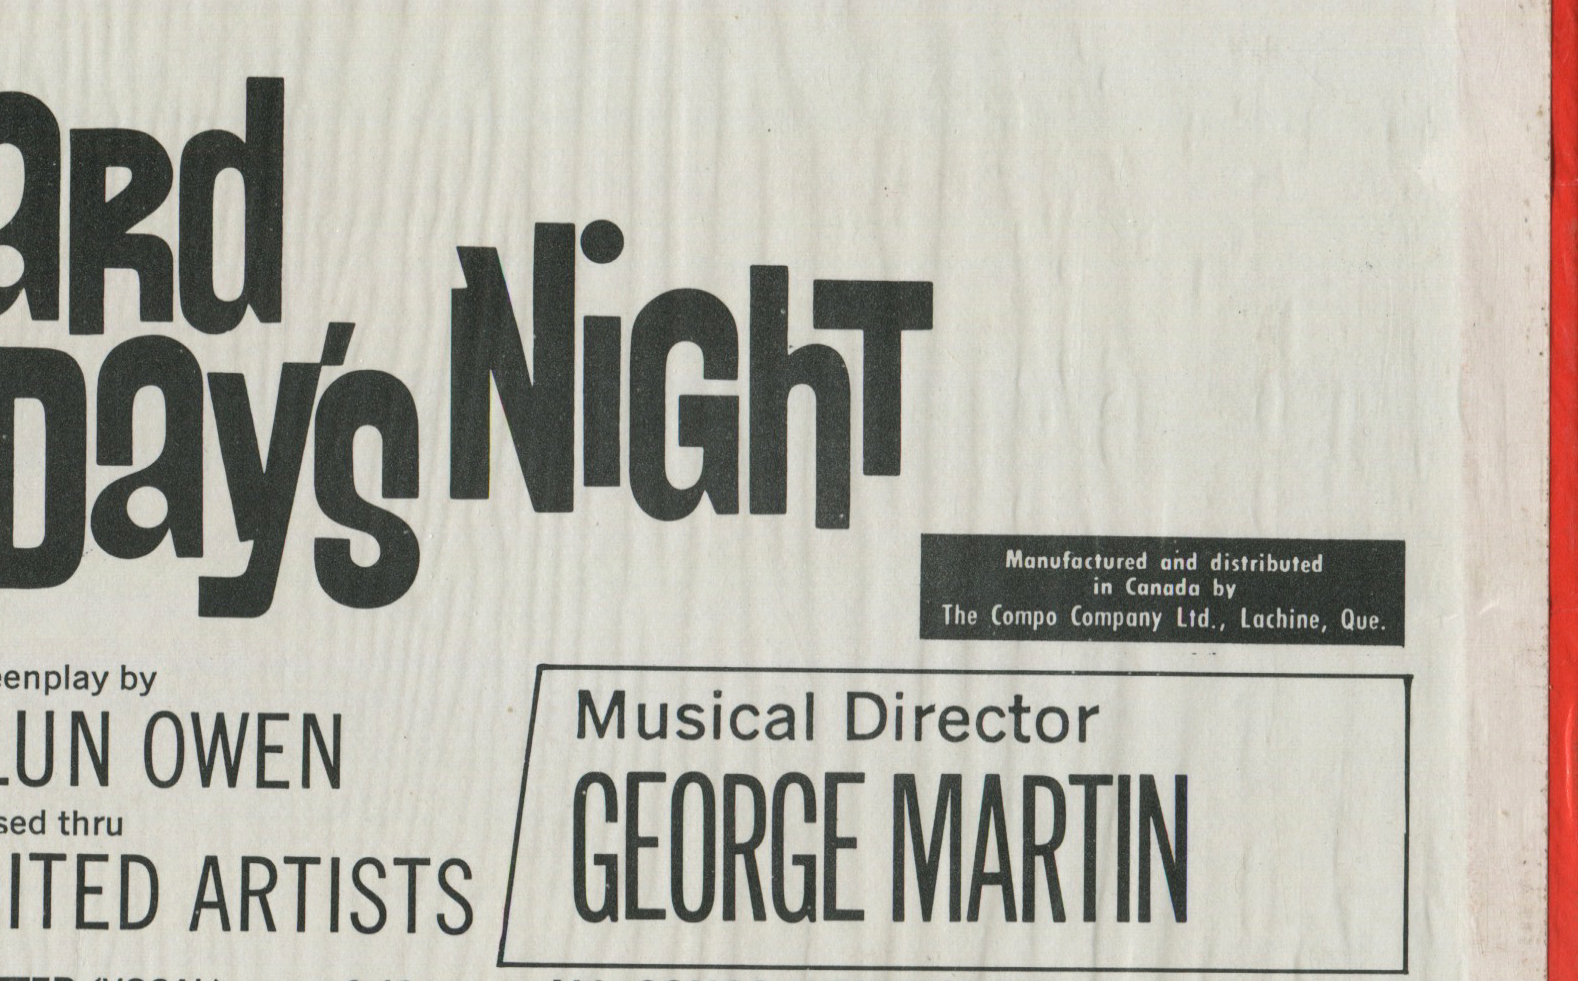 ard
Day's Night
Manufactured and distributed
in Canada by
The Compo Company Ltd., Lachine, Que.
eenplay by
LUN OWEN
sed thru
ITED ARTISTS
Musical Director
GEORGE MARTIN